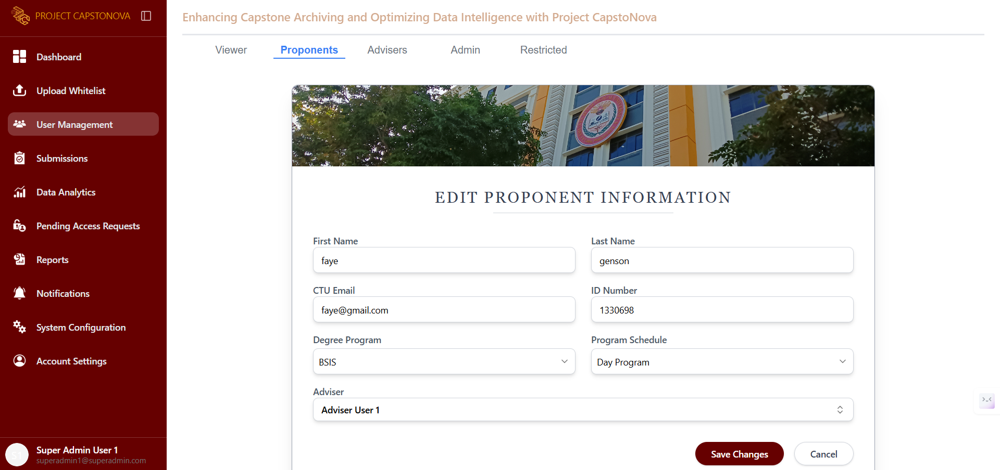 PROJECT CAPSTONOVA
Dashboard
Upload Whitelist
User Management
Submissions
Data Analytics
Pending Access Requests
Reports
Notifications
System Configuration
Account Settings
S1
Super Admin User 1
superadmin1@superadmin.com
Enhancing Capstone Archiving and Optimizing Data Intelligence with Project CapstoNova
Viewer Proponents Advisers Admin Restricted
EDIT PROPONENT INFORMATION
First Name Last Name
faye genson
CTU Email ID Number
faye@gmail.com 1330698
Degree Program Program Schedule
BSIS Day Program
Adviser
Adviser User 1
Save Changes Cancel